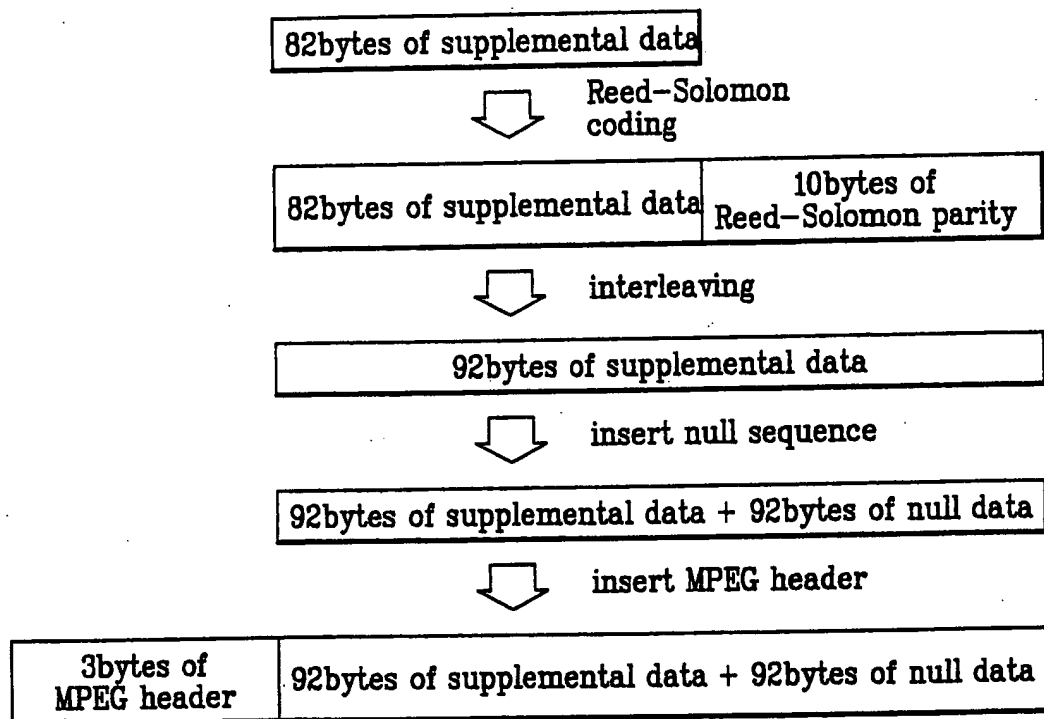 82bytes of supplemental data
Reed-Solomon
coding
82bytes of supplemental data
10bytes of
Reed-Solomon parity
interleaving
92bytes of supplemental data
insert null sequence
92bytes of supplemental data + 92bytes of null data
insert MPEG header
3bytes of
MPEG header
92bytes of supplemental data + 92bytes of null data